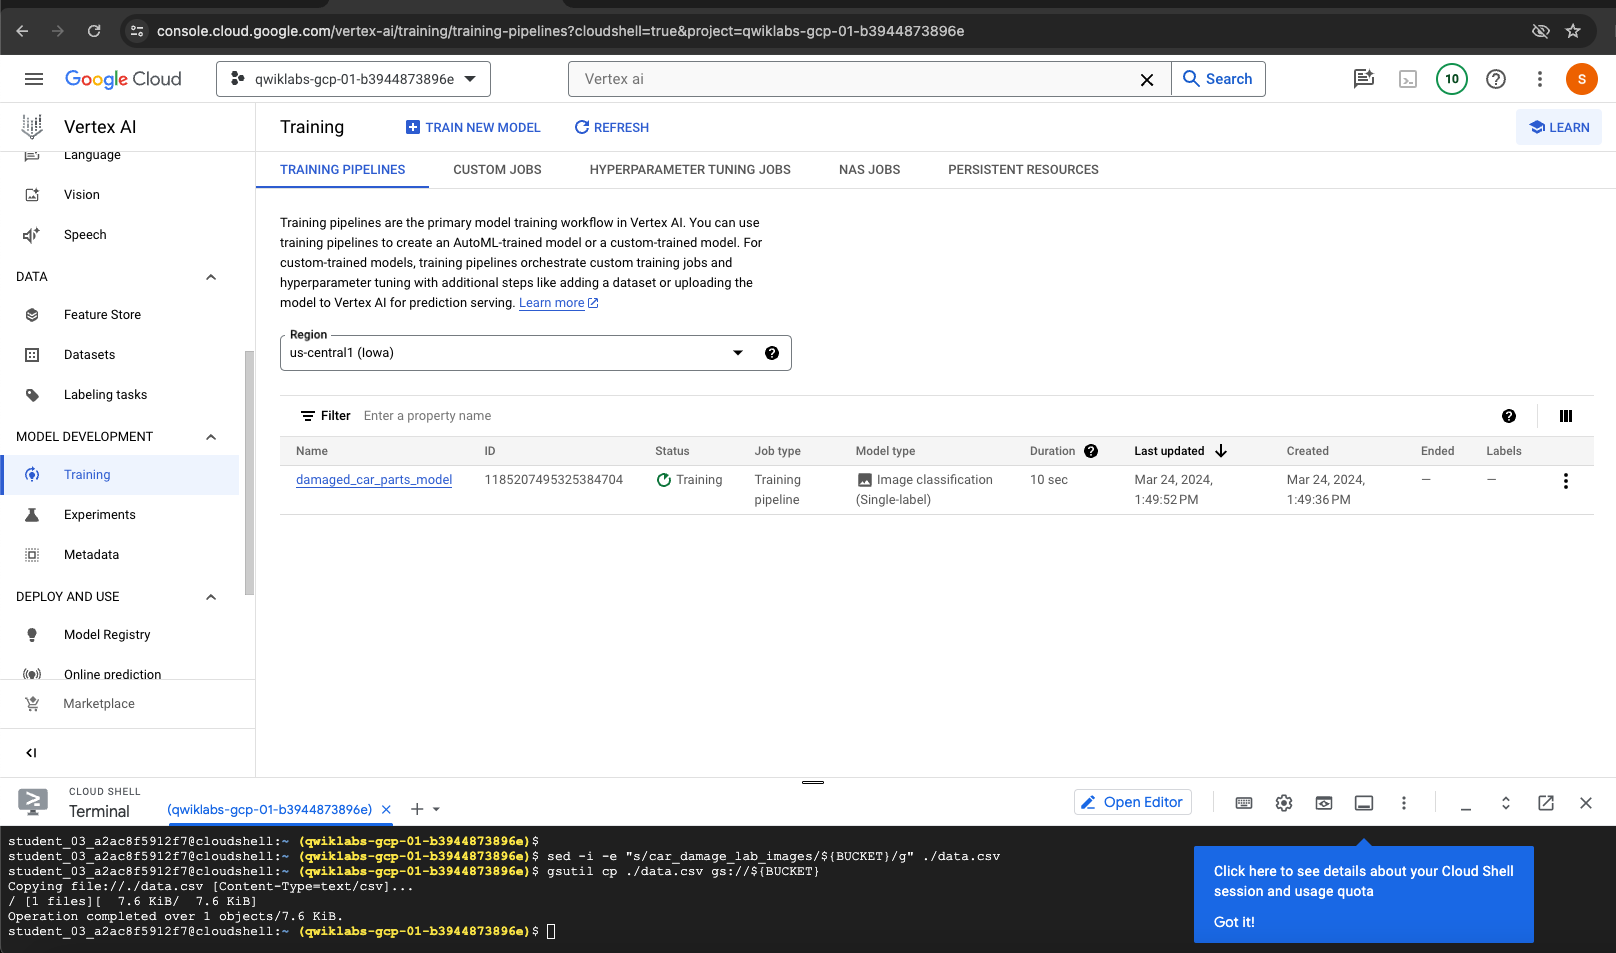 console.cloud.google.com/vertex-ai/training/training-pipelines?cloudshell=true&project=qwiklabs-gcp-01-b3944873896e
Google Cloud
qwiklabs-gcp-01-b3944873896e
Vertex ai
Search
10
S
Vertex AI
Training
TRAIN NEW MODEL
REFRESH
LEARN
Language
Vision
Speech
DATA
Feature Store
Datasets
Labeling tasks
MODEL DEVELOPMENT
Training
Experiments
Metadata
DEPLOY AND USE
Model Registry
Online prediction
Marketplace
TRAINING PIPELINES
CUSTOM JOBS
HYPERPARAMETER TUNING JOBS
NAS JOBS
PERSISTENT RESOURCES
Training pipelines are the primary model training workflow in Vertex AI. You can use
training pipelines to create an AutoML-trained model or a custom-trained model. For
custom-trained models, training pipelines orchestrate custom training jobs and
hyperparameter tuning with additional steps like adding a dataset or uploading the
model to Vertex AI for prediction serving. Learn more
Region
us-central1 (Iowa)
Filter Enter a property name
Name ID Status Job type Model type Duration Last updated Created Ended Labels
damaged_car_parts_model 1185207495325384704 Training Training Image classification 10 sec Mar 24, 2024, Mar 24, 2024, — —
pipeline (Single-label) 1:49:52 PM 1:49:36 PM
CLOUD SHELL
Terminal
(qwiklabs-gcp-01-b3944873896e)
Open Editor
student_03_a2ac8f5912f7@cloudshell:~ (qwiklabs-gcp-01-b3944873896e)$
student_03_a2ac8f5912f7@cloudshell:~ (qwiklabs-gcp-01-b3944873896e)$ sed -i -e "s/car_damage_lab_images/${BUCKET}/g" ./data.csv
student_03_a2ac8f5912f7@cloudshell:~ (qwiklabs-gcp-01-b3944873896e)$ gsutil cp ./data.csv gs://${BUCKET}
Copying file://./data.csv [Content-Type=text/csv]...
/ [1 files][  7.6 KiB/  7.6 KiB]
Operation completed over 1 objects/7.6 KiB.
student_03_a2ac8f5912f7@cloudshell:~ (qwiklabs-gcp-01-b3944873896e)$
Click here to see details about your Cloud Shell
session and usage quota
Got it!